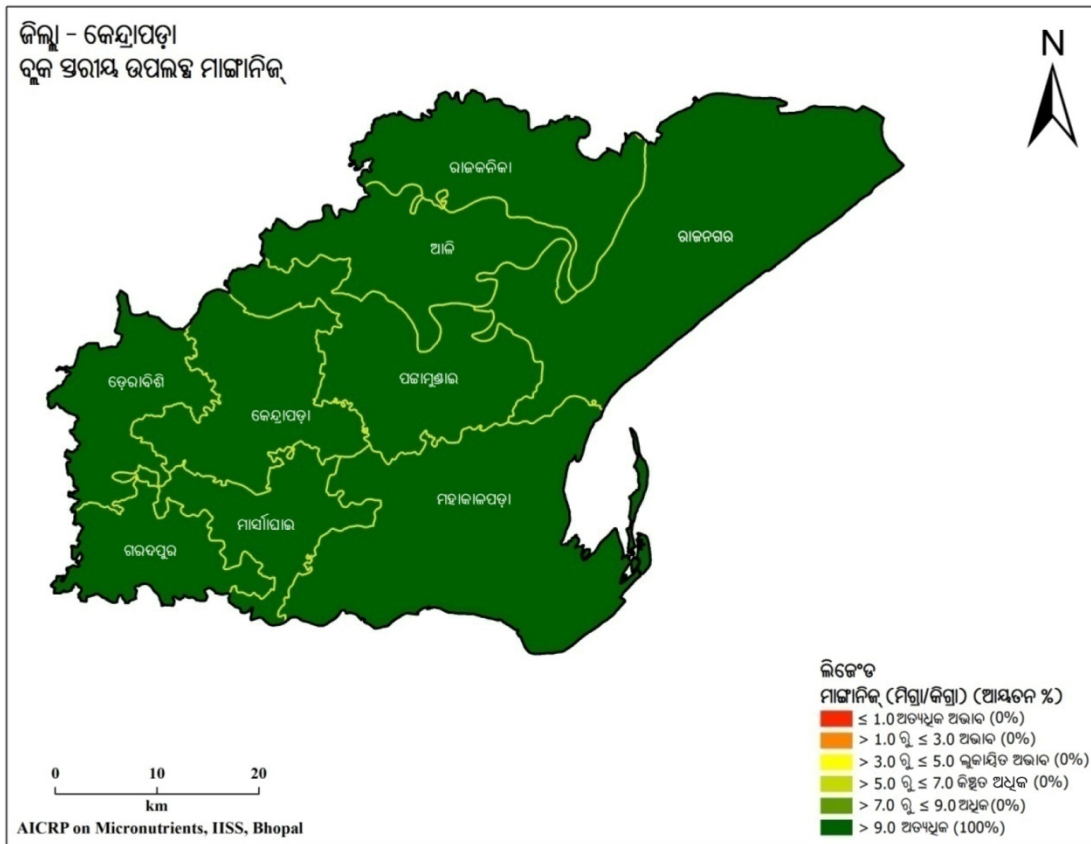 ଜିଲ୍ଲା - କେନ୍ଦ୍ରାପଡ଼ା
ବ୍ଲକ ସ୍ତରୀୟ ଉପଲବ୍ଧ ମାଙ୍ଗାନିଜ୍
N
ରାଜକନିକା
ରାଜନଗର
ଆଳି
ଡ଼େରାବିଶି
ପଟ୍ଟାମୁଣ୍ଡାଇ
କେନ୍ଦ୍ରାପଡ଼ା
ମହାକାଳପଡ଼ା
ମାର୍ସାଘାଇ
ଗରଦପୁର
ଲିଜେଂଡ
ମାଙ୍ଗାନିଜ୍ (ମିଗ୍ରା/କିଗ୍ରା) (ଆୟତନ %)
≤ 1.0 ଅତ୍ୟଧିକ ଅଭାବ (0%)
> 1.0 ରୁ ≤ 3.0 ଅଭାବ (0%)
> 3.0 ରୁ ≤ 5.0 ଲୁକାୟିତ ଅଭାବ (0%)
> 5.0 ରୁ ≤ 7.0 କିଞ୍ଚିତ ଅଧିକ (0%)
> 7.0 ରୁ ≤ 9.0 ଅଧିକ (0%)
> 9.0 ଅତ୍ୟଧିକ (100%)
0 10 20
km
AICRP on Micronutrients, IISS, Bhopal